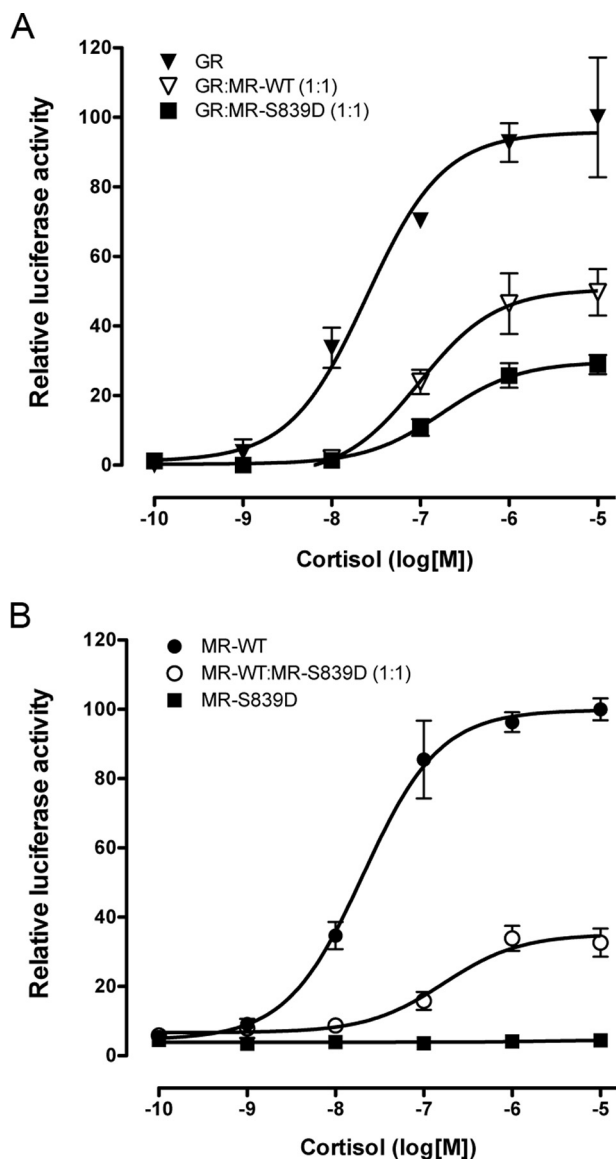 A
120
100
80
60
40
20
0
Relative luciferase activity
GR
GR:MR-WT (1:1)
GR:MR-S839D (1:1)
-10 -9 -8 -7 -6 -5
Cortisol (log[M])
B
120
100
80
60
40
20
0
Relative luciferase activity
MR-WT
MR-WT:MR-S839D (1:1)
MR-S839D
-10 -9 -8 -7 -6 -5
Cortisol (log[M])